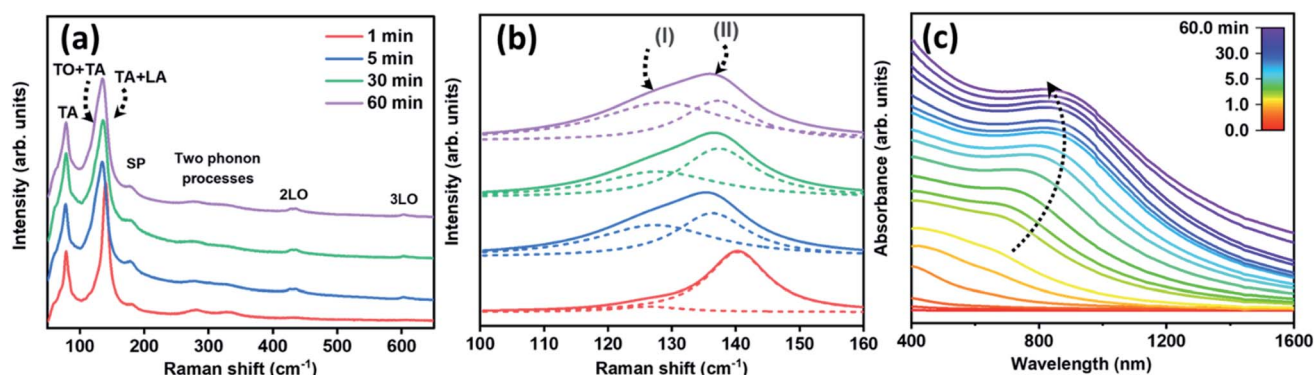 (a)
1 min
5 min
30 min
60 min
TO+TA
TA+LA
TA
SP
Two phonon
processes
2LO
3LO
Intensity (arb. units)
100 200 300 400 500 600
Raman shift (cm⁻¹)
(b)
(I)
(II)
Intensity (arb. units)
100 110 120 130 140 150 160
Raman shift (cm⁻¹)
(c)
60.0 min
30.0
5.0
1.0
0.0
Absorbance (arb. units)
400 800 1200 1600
Wavelength (nm)